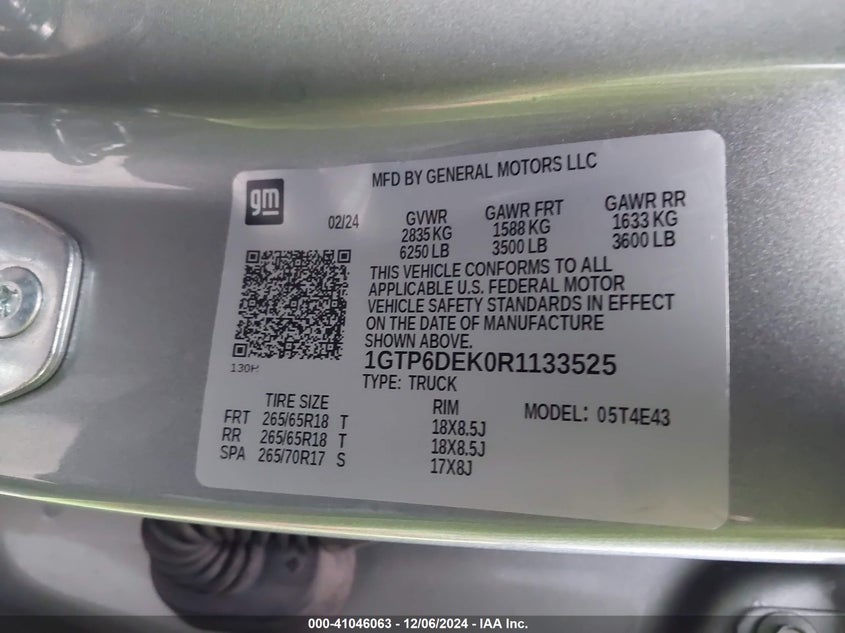 gm
MFD BY GENERAL MOTORS LLC
02/24
GVWR GAWR FRT GAWR RR
2835 KG 1588 KG 1633 KG
6250 LB 3500 LB 3600 LB
THIS VEHICLE CONFORMS TO ALL
APPLICABLE U.S. FEDERAL MOTOR
VEHICLE SAFETY STANDARDS IN EFFECT
ON THE DATE OF MANUFACTURE
SHOWN ABOVE.
1GTP6DEK0R1133525
TYPE: TRUCK
TIRE SIZE RIM MODEL: 05T4E43
FRT 265/65R18 T 18X8.5J
RR 265/65R18 T 18X8.5J
SPA 265/70R17 S 17X8J
000-41046063 - 12/06/2024 - IAA Inc.